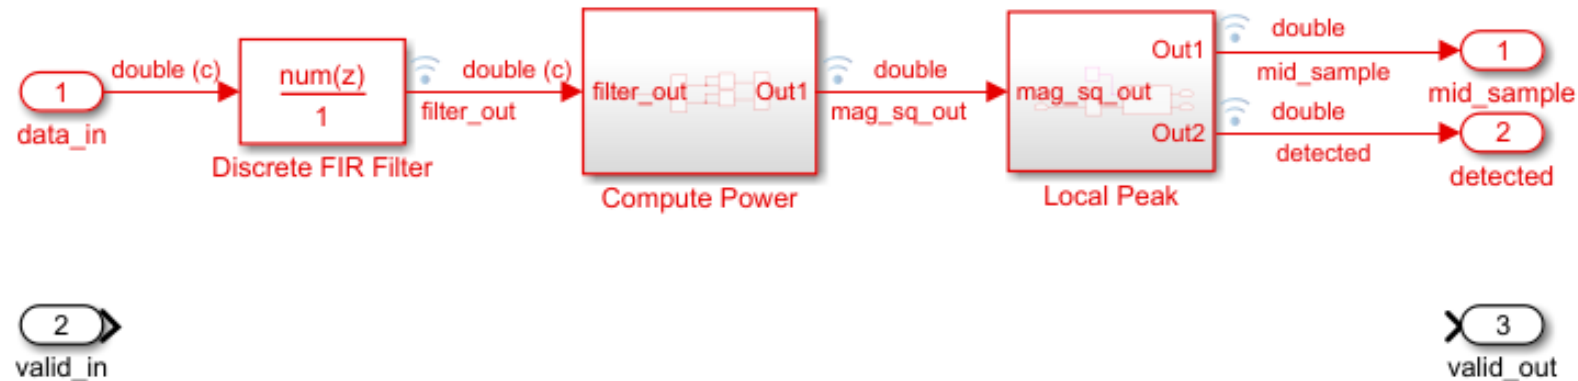 1
data_in
double (c)
num(z)
1
Discrete FIR Filter
double (c)
filter_out
filter_out
Out1
Compute Power
double
mag_sq_out
mag_sq_out
Out1
Out2
Local Peak
double
mid_sample
1
mid_sample
double
detected
2
detected
2
valid_in
3
valid_out